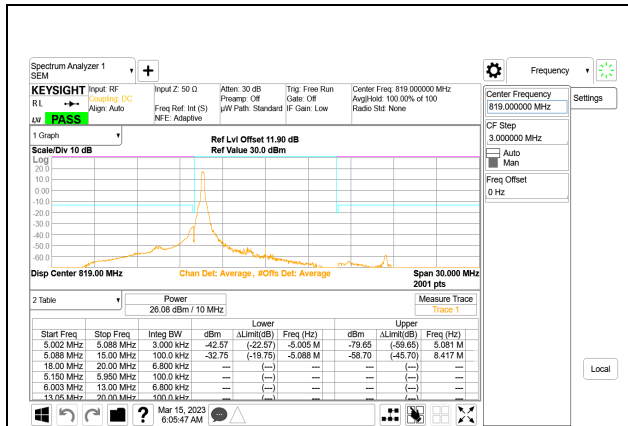 Spectrum Analyzer 1
SEM
Frequency
KEYSIGHT
R L
LXI
PASS
Input: RF
Coupling: DC
Align: Auto
Input Z: 50 Ω
Freq Ref: Int (S)
NFE: Adaptive
Atten: 30 dB
Preamp: Off
µW Path: Standard
Trig: Free Run
Gate: Off
IF Gain: Low
Center Freq: 819.000000 MHz
Avg|Hold: 100.00% of 100
Radio Std: None
Center Frequency
819.000000 MHz
Settings
CF Step
3.000000 MHz
Auto
Man
Freq Offset
0 Hz
1 Graph
Scale/Div 10 dB
Ref Lvl Offset 11.90 dB
Ref Value 30.0 dBm
Log
20.0
10.0
0.00
-10.0
-20.0
-30.0
-40.0
-50.0
-60.0
Disp Center 819.00 MHz
Chan Det: Average , #Offs Det: Average
Span 30.000 MHz
2001 pts
2 Table
Power
26.08 dBm / 10 MHz
Measure Trace
Trace 1
Lower Upper
Start Freq Stop Freq Integ BW dBm ΔLimit(dB) Freq (Hz) dBm ΔLimit(dB) Freq (Hz)
5.002 MHz 5.088 MHz 3.000 kHz -42.57 (-22.57) -5.005 M -79.65 (-59.65) 5.081 M
5.088 MHz 15.00 MHz 100.0 kHz -32.75 (-19.75) -5.088 M -58.70 (-45.70) 8.417 M
18.00 MHz 20.00 MHz 6.800 kHz --- (---) --- --- (---) ---
5.150 MHz 5.950 MHz 100.0 kHz --- (---) --- --- (---) ---
6.003 MHz 13.00 MHz 6.800 kHz --- (---) --- --- (---) ---
13.05 MHz 20.00 MHz 100.0 kHz --- (---) --- --- (---) ---
Local
?
Mar 15, 2023
6:05:47 AM